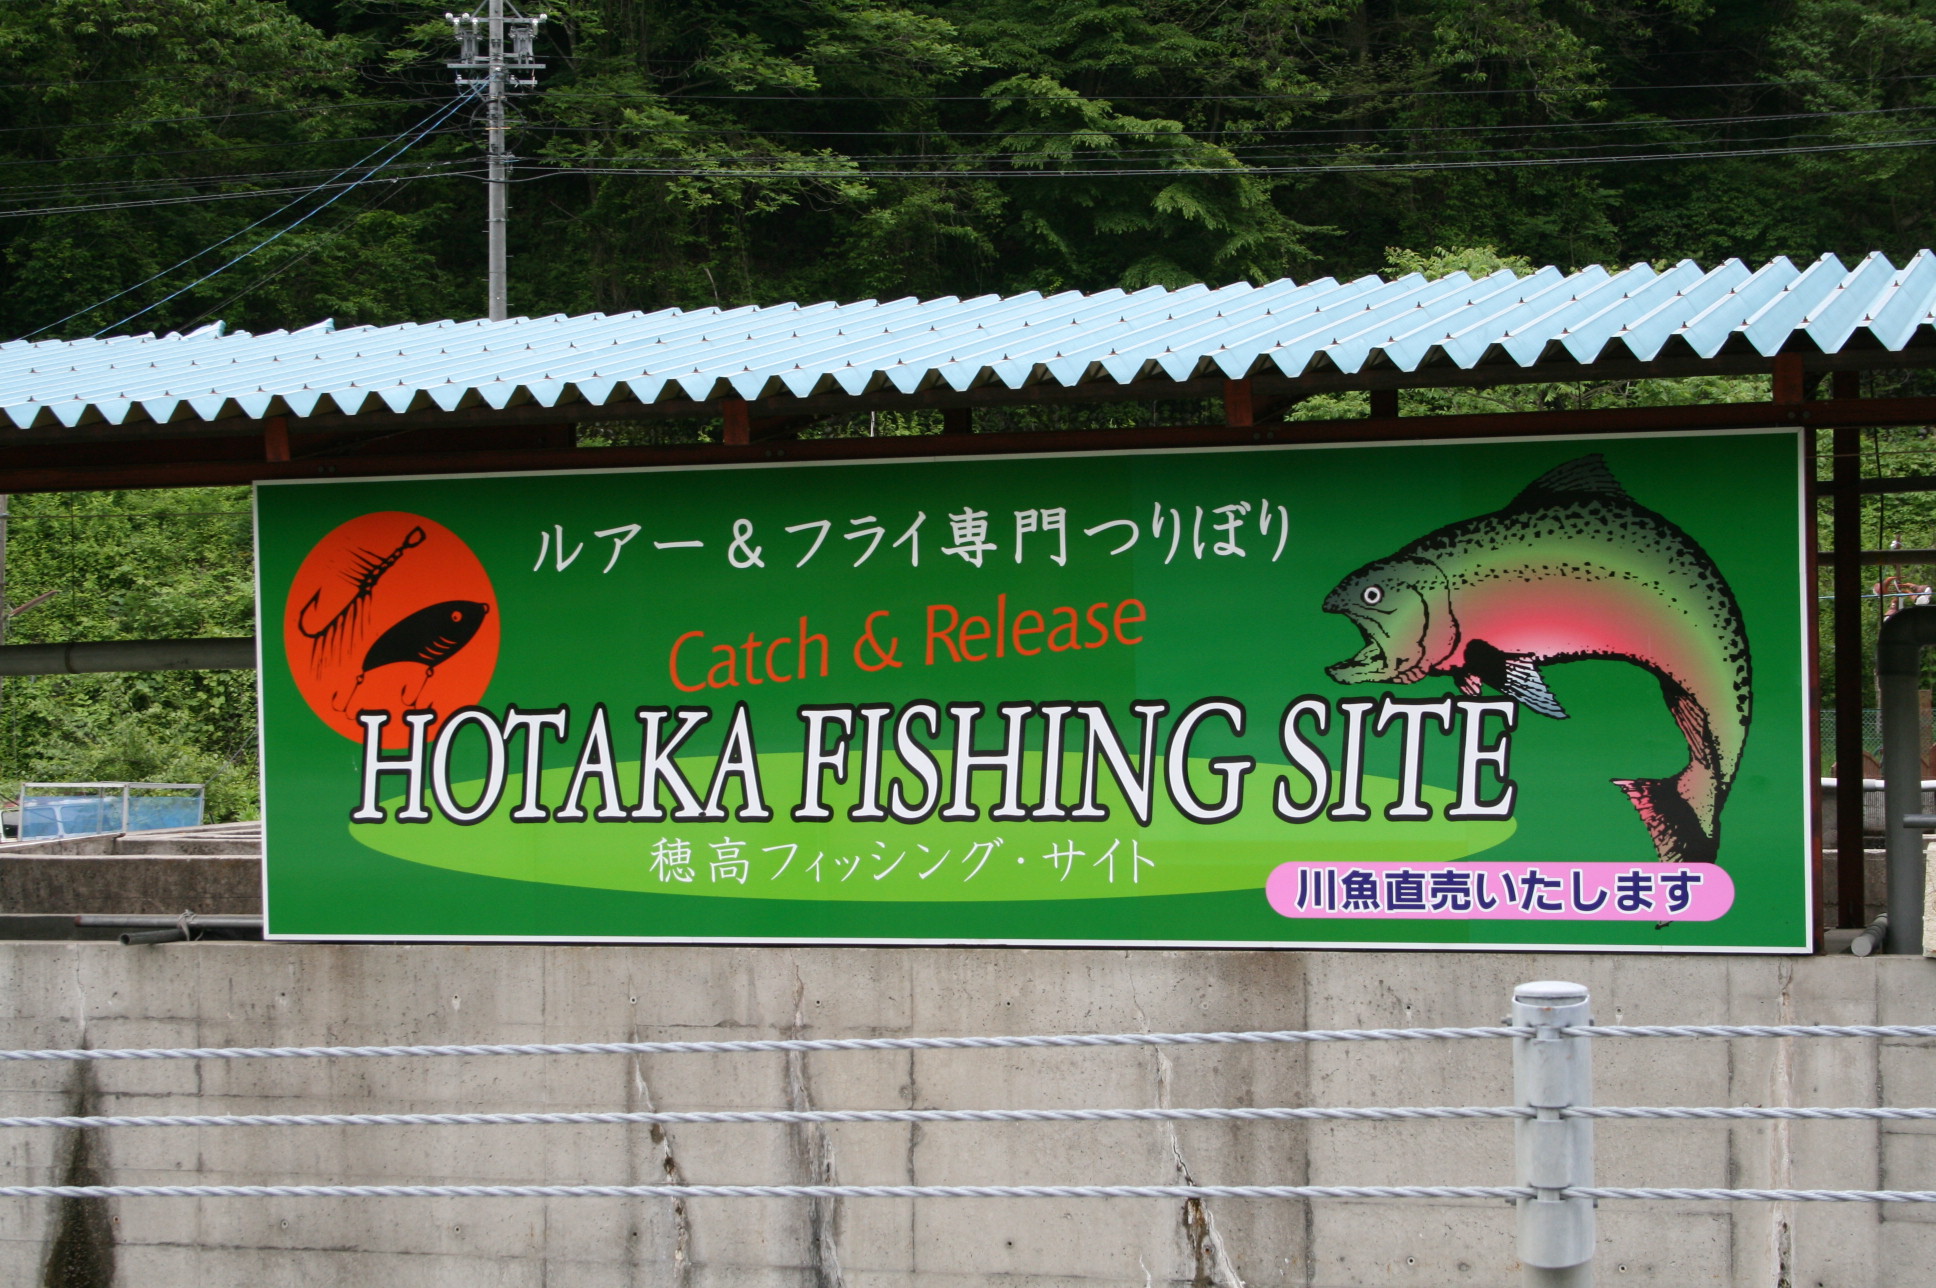 ルアー＆フライ専門つりぼり
Catch & Release
HOTAKA FISHING SITE
穂高フィッシング・サイト
川魚直売いたします